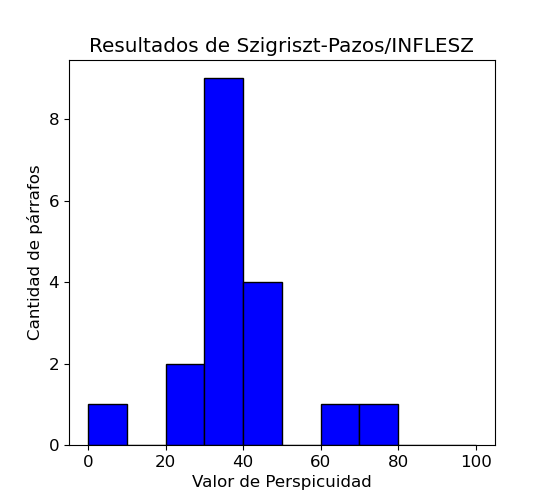 Resultados de Szigriszt-Pazos/INFLESZ
Cantidad de párrafos
8
6
4
2
0
0 20 40 60 80 100
Valor de Perspicuidad